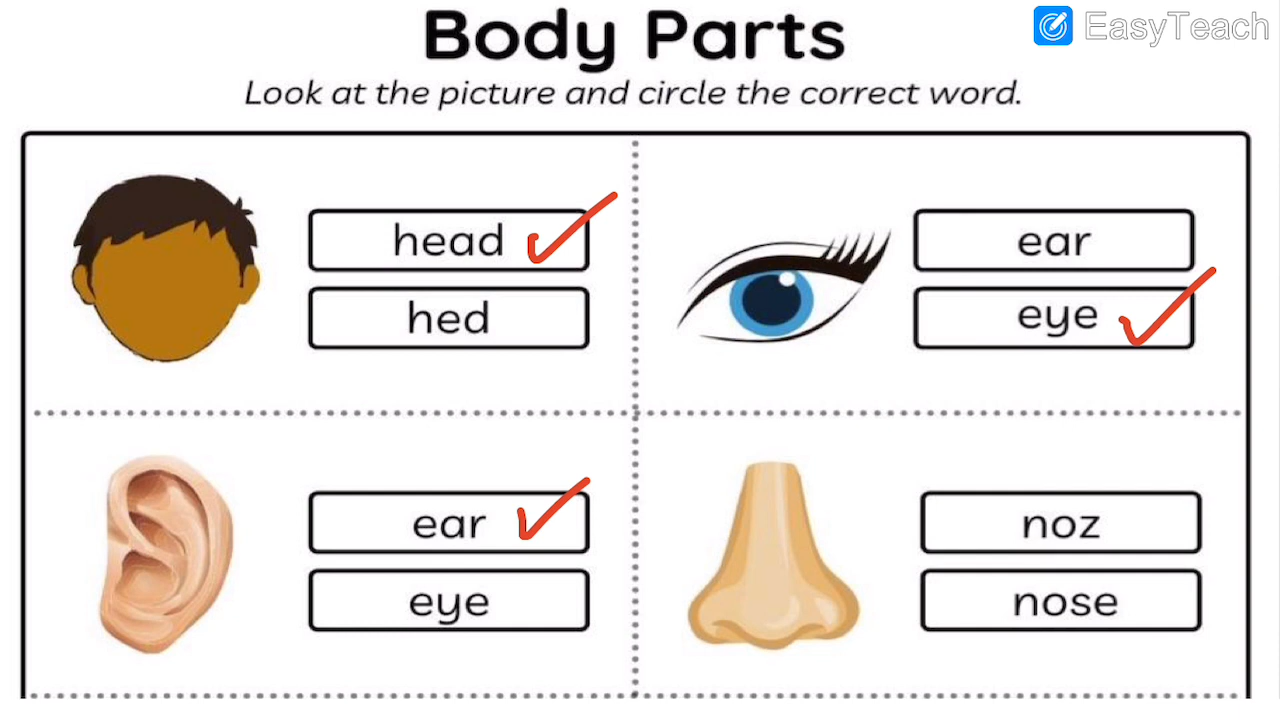 Body Parts
EasyTeach
Look at the picture and circle the correct word.
head
hed
ear
eye
ear
eye
noz
nose